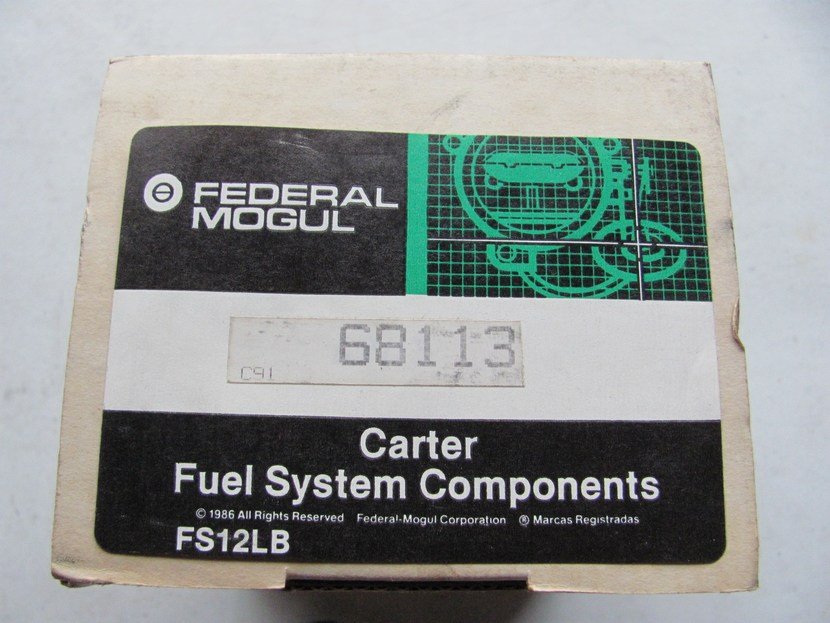 FEDERAL
MOGUL
68113
C91
Carter
Fuel System Components
© 1986 All Rights Reserved Federal-Mogul Corporation ® Marcas Registradas
FS12LB